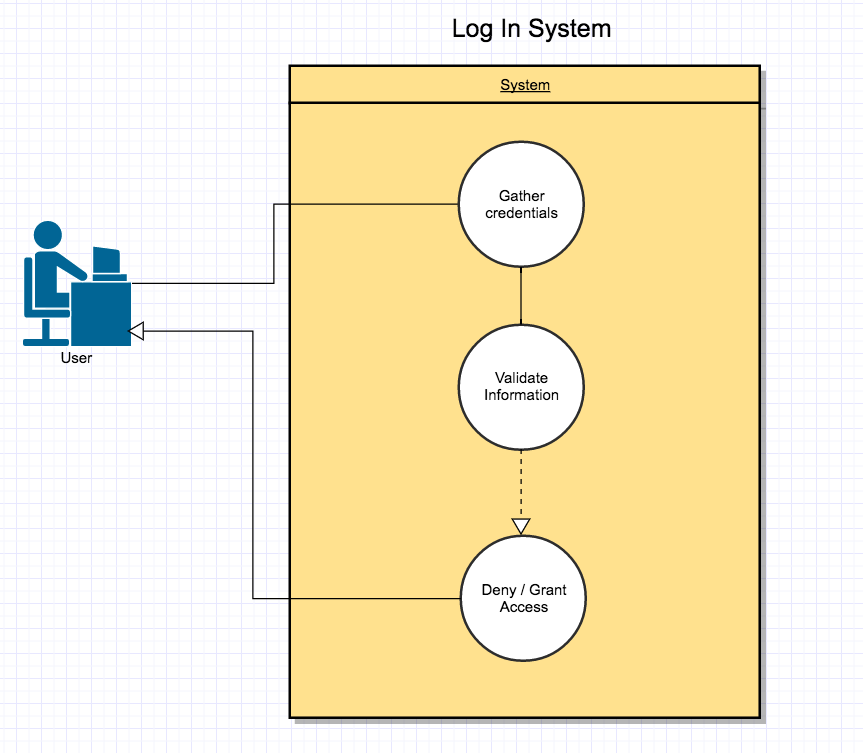 Log In System
System
Gather
credentials
Validate
Information
User
Deny / Grant
Access